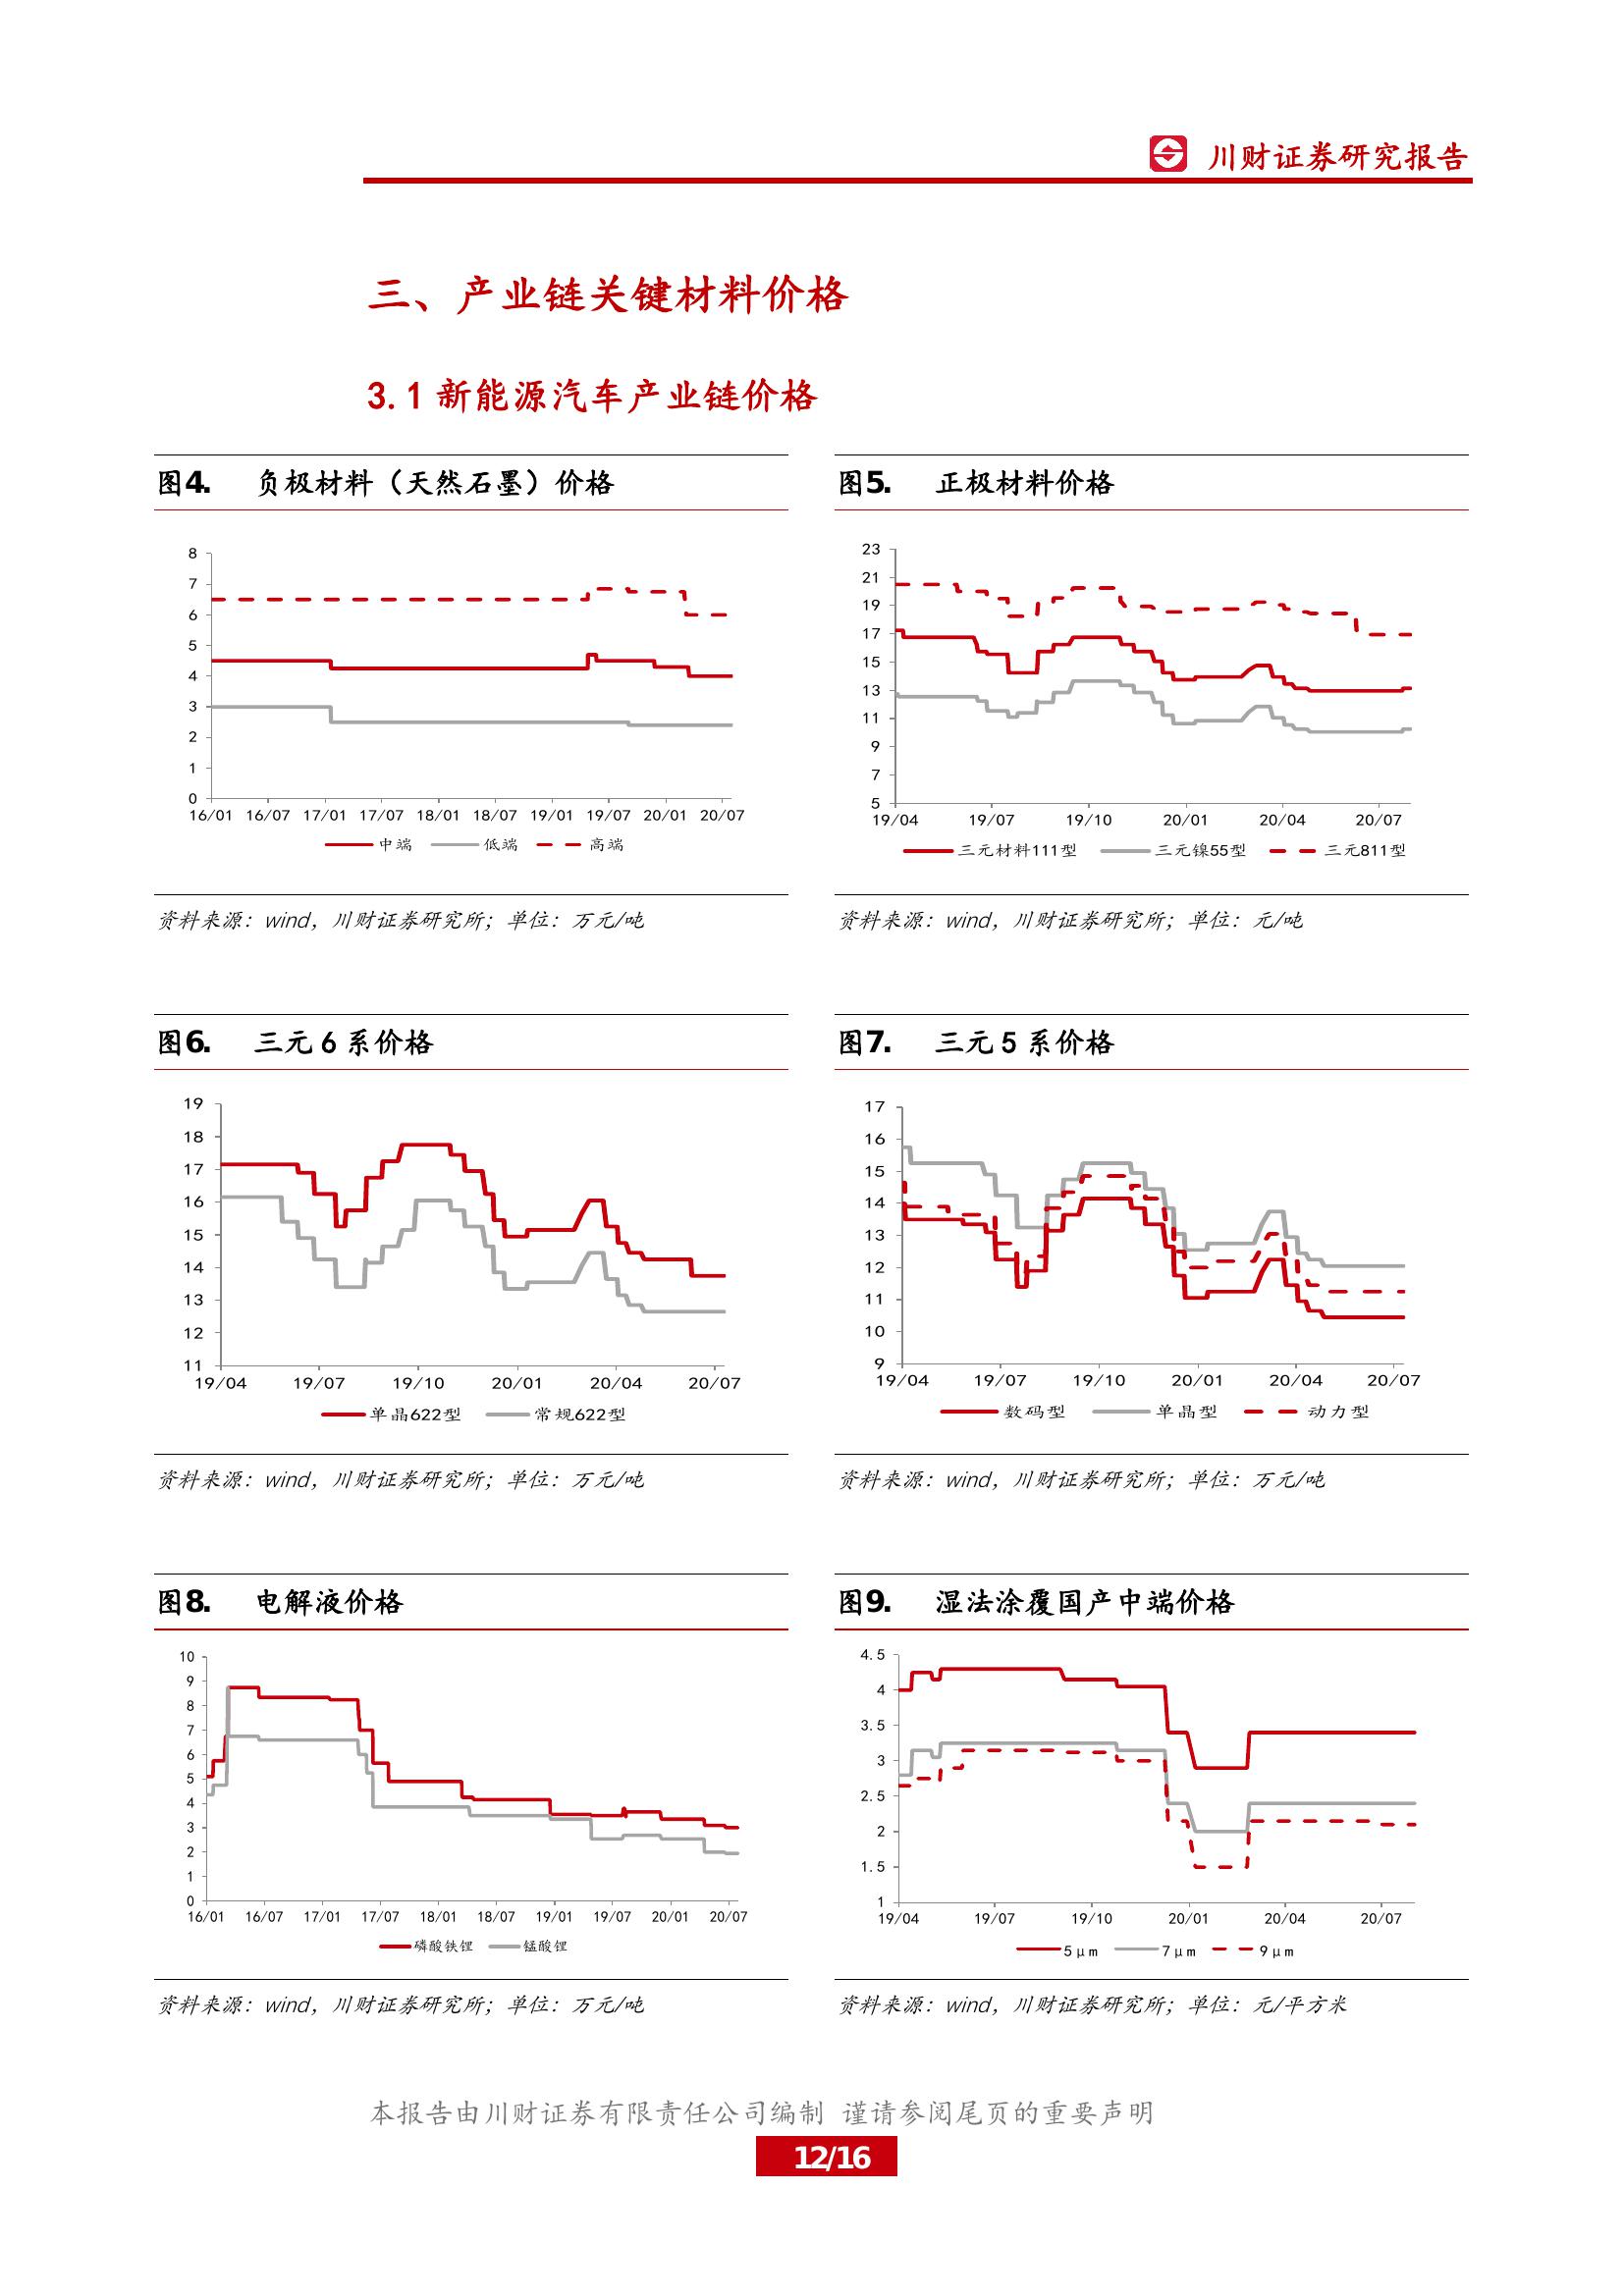 川财证券研究报告
三、产业链关键材料价格
3.1 新能源汽车产业链价格
图4. 负极材料（天然石墨）价格
8
7
6
5
4
3
2
1
0
16/01 16/07 17/01 17/07 18/01 18/07 19/01 19/07 20/01 20/07
中端 低端 高端
资料来源：wind，川财证券研究所；单位：万元/吨
图5. 正极材料价格
23
21
19
17
15
13
11
9
7
5
19/04 19/07 19/10 20/01 20/04 20/07
三元材料111型 三元镍55型 三元811型
资料来源：wind，川财证券研究所；单位：元/吨
图6. 三元 6 系价格
19
18
17
16
15
14
13
12
11
19/04 19/07 19/10 20/01 20/04 20/07
单晶622型 常规622型
资料来源：wind，川财证券研究所；单位：万元/吨
图7. 三元 5 系价格
17
16
15
14
13
12
11
10
9
19/04 19/07 19/10 20/01 20/04 20/07
数码型 单晶型 动力型
资料来源：wind，川财证券研究所；单位：万元/吨
图8. 电解液价格
10
9
8
7
6
5
4
3
2
1
0
16/01 16/07 17/01 17/07 18/01 18/07 19/01 19/07 20/01 20/07
磷酸铁锂 锰酸锂
资料来源：wind，川财证券研究所；单位：万元/吨
图9. 湿法涂覆国产中端价格
4.5
4
3.5
3
2.5
2
1.5
1
19/04 19/07 19/10 20/01 20/04 20/07
5μm 7μm 9μm
资料来源：wind，川财证券研究所；单位：元/平方米
本报告由川财证券有限责任公司编制 谨请参阅尾页的重要声明
12/16